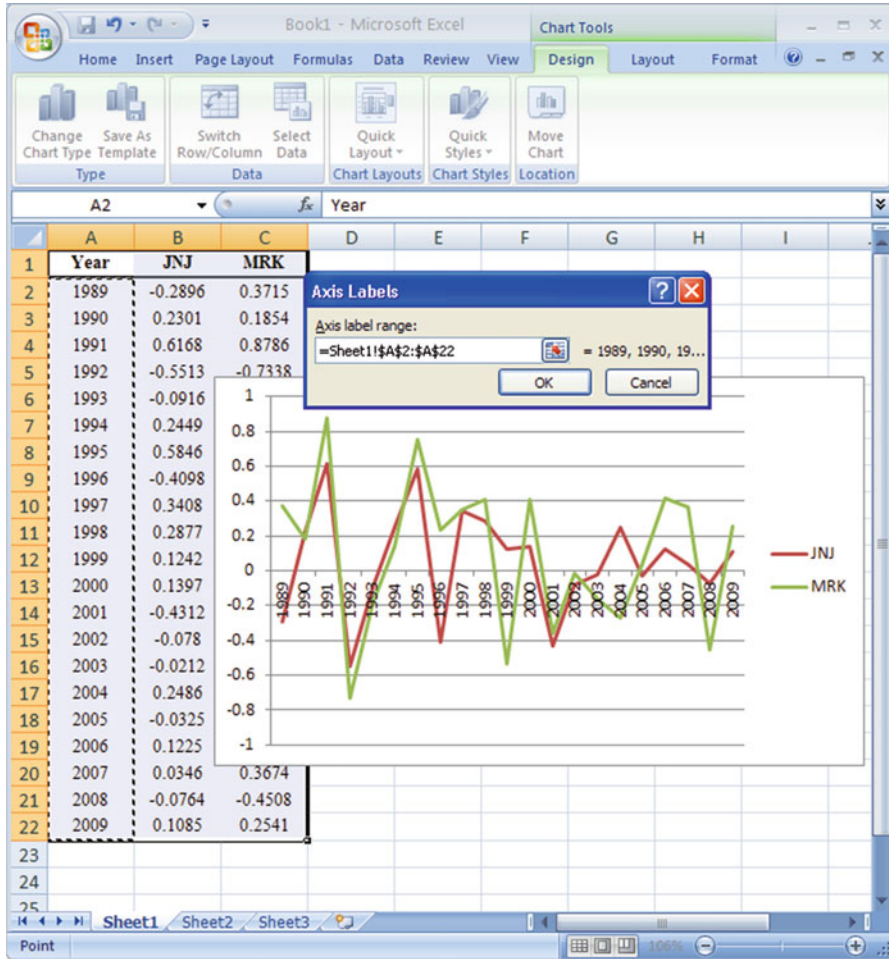 Book1 - Microsoft Excel
Chart Tools
Home Insert Page Layout Formulas Data Review View Design Layout Format
Change Chart Type
Save As Template
Switch Row/Column
Select Data
Quick Layout
Quick Styles
Move Chart
Type
Data
Chart Layouts
Chart Styles
Location
A2
fx
Year
A B C D E F G H I
1 Year JNJ MRK
2 1989 -0.2896 0.3715
3 1990 0.2301 0.1854
4 1991 0.6168 0.8786
5 1992 -0.5513 -0.7338
6 1993 -0.0916
7 1994 0.2449
8 1995 0.5846
9 1996 -0.4098
10 1997 0.3408
11 1998 0.2877
12 1999 0.1242
13 2000 0.1397
14 2001 -0.4312
15 2002 -0.078
16 2003 -0.0212
17 2004 0.2486
18 2005 -0.0325
19 2006 0.1225
20 2007 0.0346 0.3674
21 2008 -0.0764 -0.4508
22 2009 0.1085 0.2541
23
24
25
Axis Labels
?
Axis label range:
=Sheet1!$A$2:$A$22
= 1989, 1990, 19...
OK
Cancel
1
0.8
0.6
0.4
0.2
0
-0.2
-0.4
-0.6
-0.8
-1
1989 1990 1991 1992 1993 1994 1995 1996 1997 1998 1999 2000 2001 2002 2003 2004 2005 2006 2007 2008 2009
JNJ
MRK
Sheet1 Sheet2 Sheet3
Point
106%